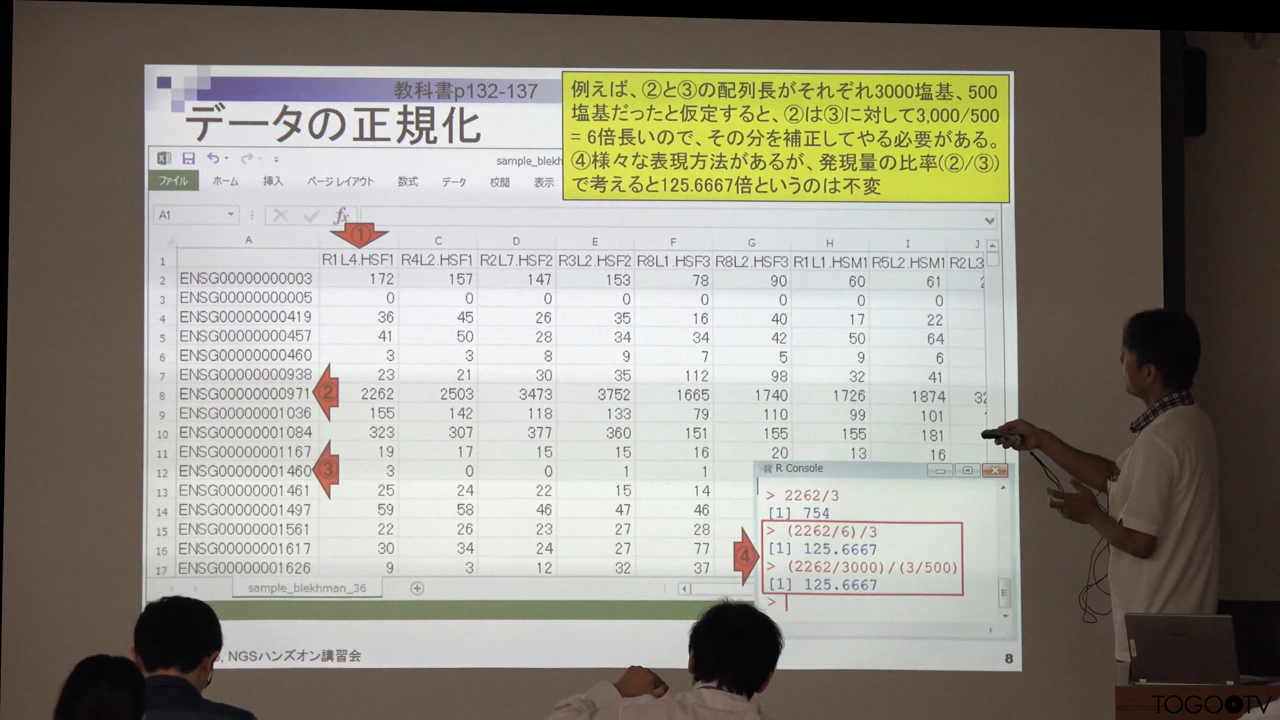 教科書p132-137
データの正規化
例えば、②と③の配列長がそれぞれ3000塩基、500
塩基だったと仮定すると、②は③に対して3,000/500
= 6倍長いので、その分を補正してやる必要がある。
④様々な表現方法があるが、発現量の比率(②/③)
で考えると125.6667倍というのは不変
sample_blekh
ファイル ホーム 挿入 ページ レイアウト 数式 データ 校閲 表示
A1 fx
①
A C D E F G H I J
1 R1L4.HSF1 R4L2.HSF1 R2L7.HSF2 R3L2.HSF2 R8L1.HSF3 R8L2.HSF3 R1L1.HSM1 R5L2.HSM1 R2L3
2 ENSG00000000003 172 157 147 153 78 90 60 61
3 ENSG00000000005 0 0 0 0 0 0 0 0
4 ENSG00000000419 36 45 26 35 16 40 17 22
5 ENSG00000000457 41 50 28 34 34 42 50 64
6 ENSG00000000460 3 3 8 9 7 5 9 6
7 ENSG00000000938 23 21 30 35 112 98 32 41
8 ENSG00000000971 ② 2262 2503 3473 3752 1665 1740 1726 1874 32
9 ENSG00000001036 155 142 118 133 79 110 99 101
10 ENSG00000001084 323 307 377 360 151 155 155 181
11 ENSG00000001167 19 17 15 15 16 20 13 16
12 ENSG00000001460 ③ 3 0 0 1 1
13 ENSG00000001461 25 24 22 15 14
14 ENSG00000001497 59 58 46 47 46
15 ENSG00000001561 22 26 23 27 28
16 ENSG00000001617 30 34 24 27 77
17 ENSG00000001626 9 3 12 32 37
sample_blekhman_36
R Console
> 2262/3
[1] 754
> (2262/6)/3
[1] 125.6667
④
> (2262/3000)/(3/500)
[1] 125.6667
>
, NGSハンズオン講習会
8
TOGOTV